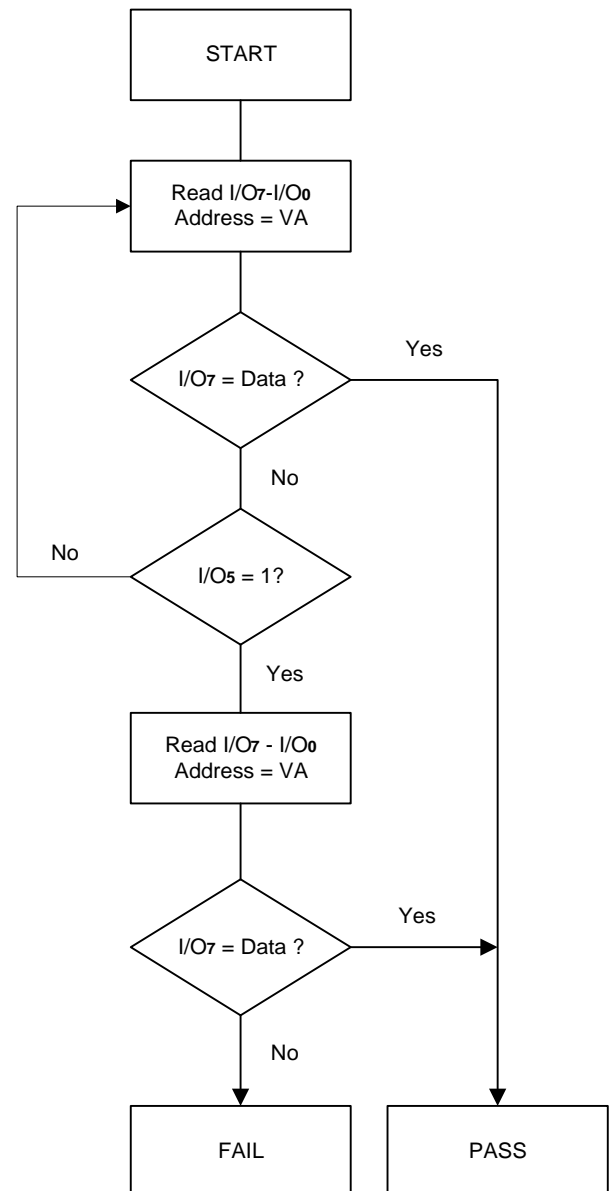 START
Read I/O7-I/O0
Address = VA
I/O7 = Data ?
Yes
No
I/O5 = 1?
No
Yes
Read I/O7 - I/O0
Address = VA
I/O7 = Data ?
Yes
No
FAIL
PASS